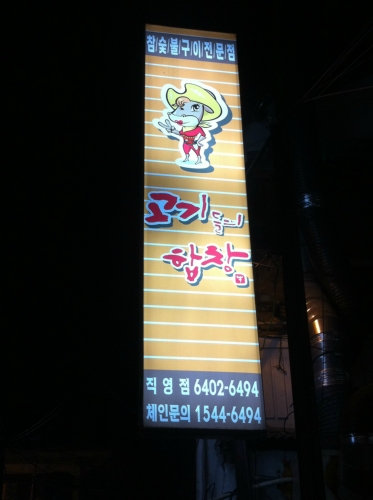 참/숯/불/구/이/전/문/점
고기들의
합창
직영점 6402-6494
체인문의 1544-6494